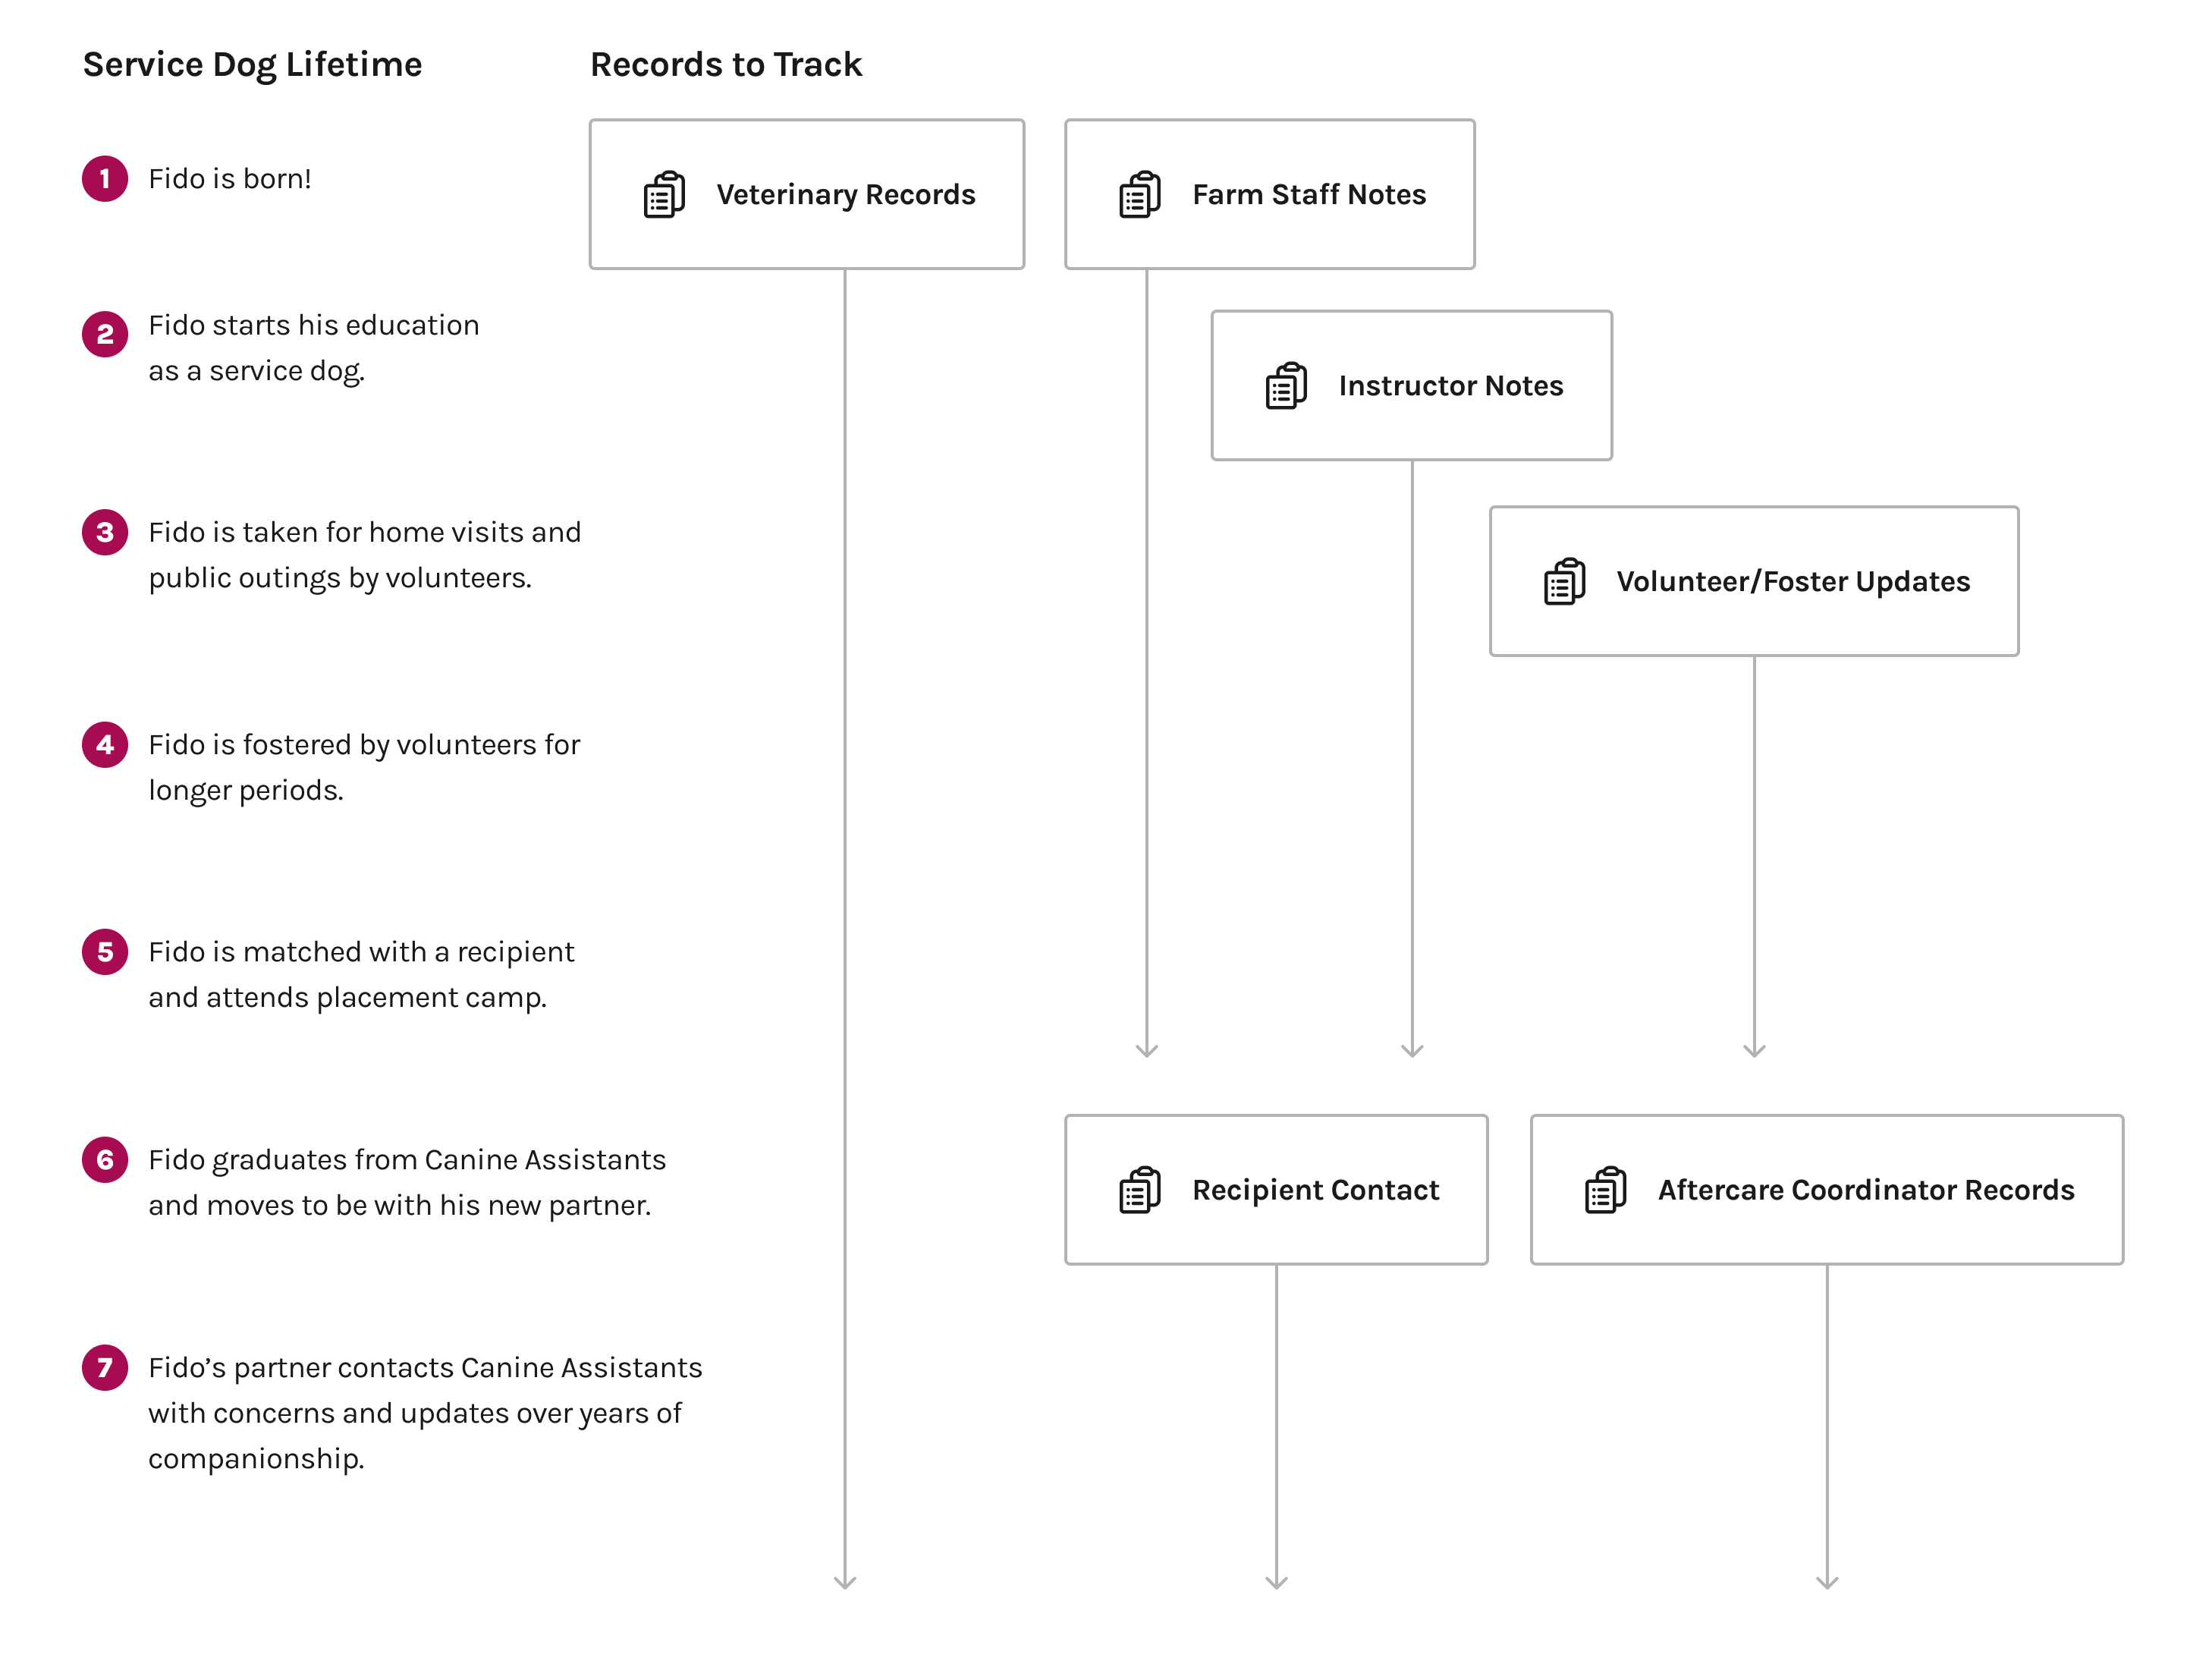 Service Dog Lifetime
Records to Track
1 Fido is born!
Veterinary Records
Farm Staff Notes
2 Fido starts his education
as a service dog.
Instructor Notes
3 Fido is taken for home visits and
public outings by volunteers.
Volunteer/Foster Updates
4 Fido is fostered by volunteers for
longer periods.
5 Fido is matched with a recipient
and attends placement camp.
6 Fido graduates from Canine Assistants
and moves to be with his new partner.
Recipient Contact
Aftercare Coordinator Records
7 Fido’s partner contacts Canine Assistants
with concerns and updates over years of
companionship.